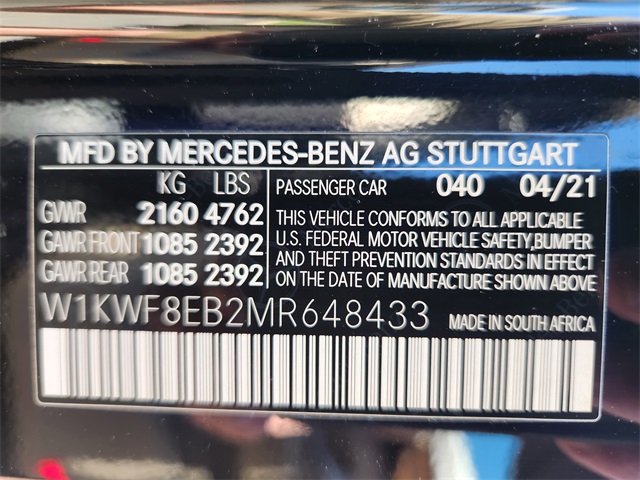 MFD BY MERCEDES-BENZ AG STUTTGART
KG LBS
GVWR 2160 4762
GAWR FRONT 1085 2392
GAWR REAR 1085 2392
PASSENGER CAR 040 04/21
THIS VEHICLE CONFORMS TO ALL APPLICABLE
U.S. FEDERAL MOTOR VEHICLE SAFETY,BUMPER
AND THEFT PREVENTION STANDARDS IN EFFECT
ON THE DATE OF MANUFACTURE SHOWN ABOVE
W1KWF8EB2MR648433 MADE IN SOUTH AFRICA